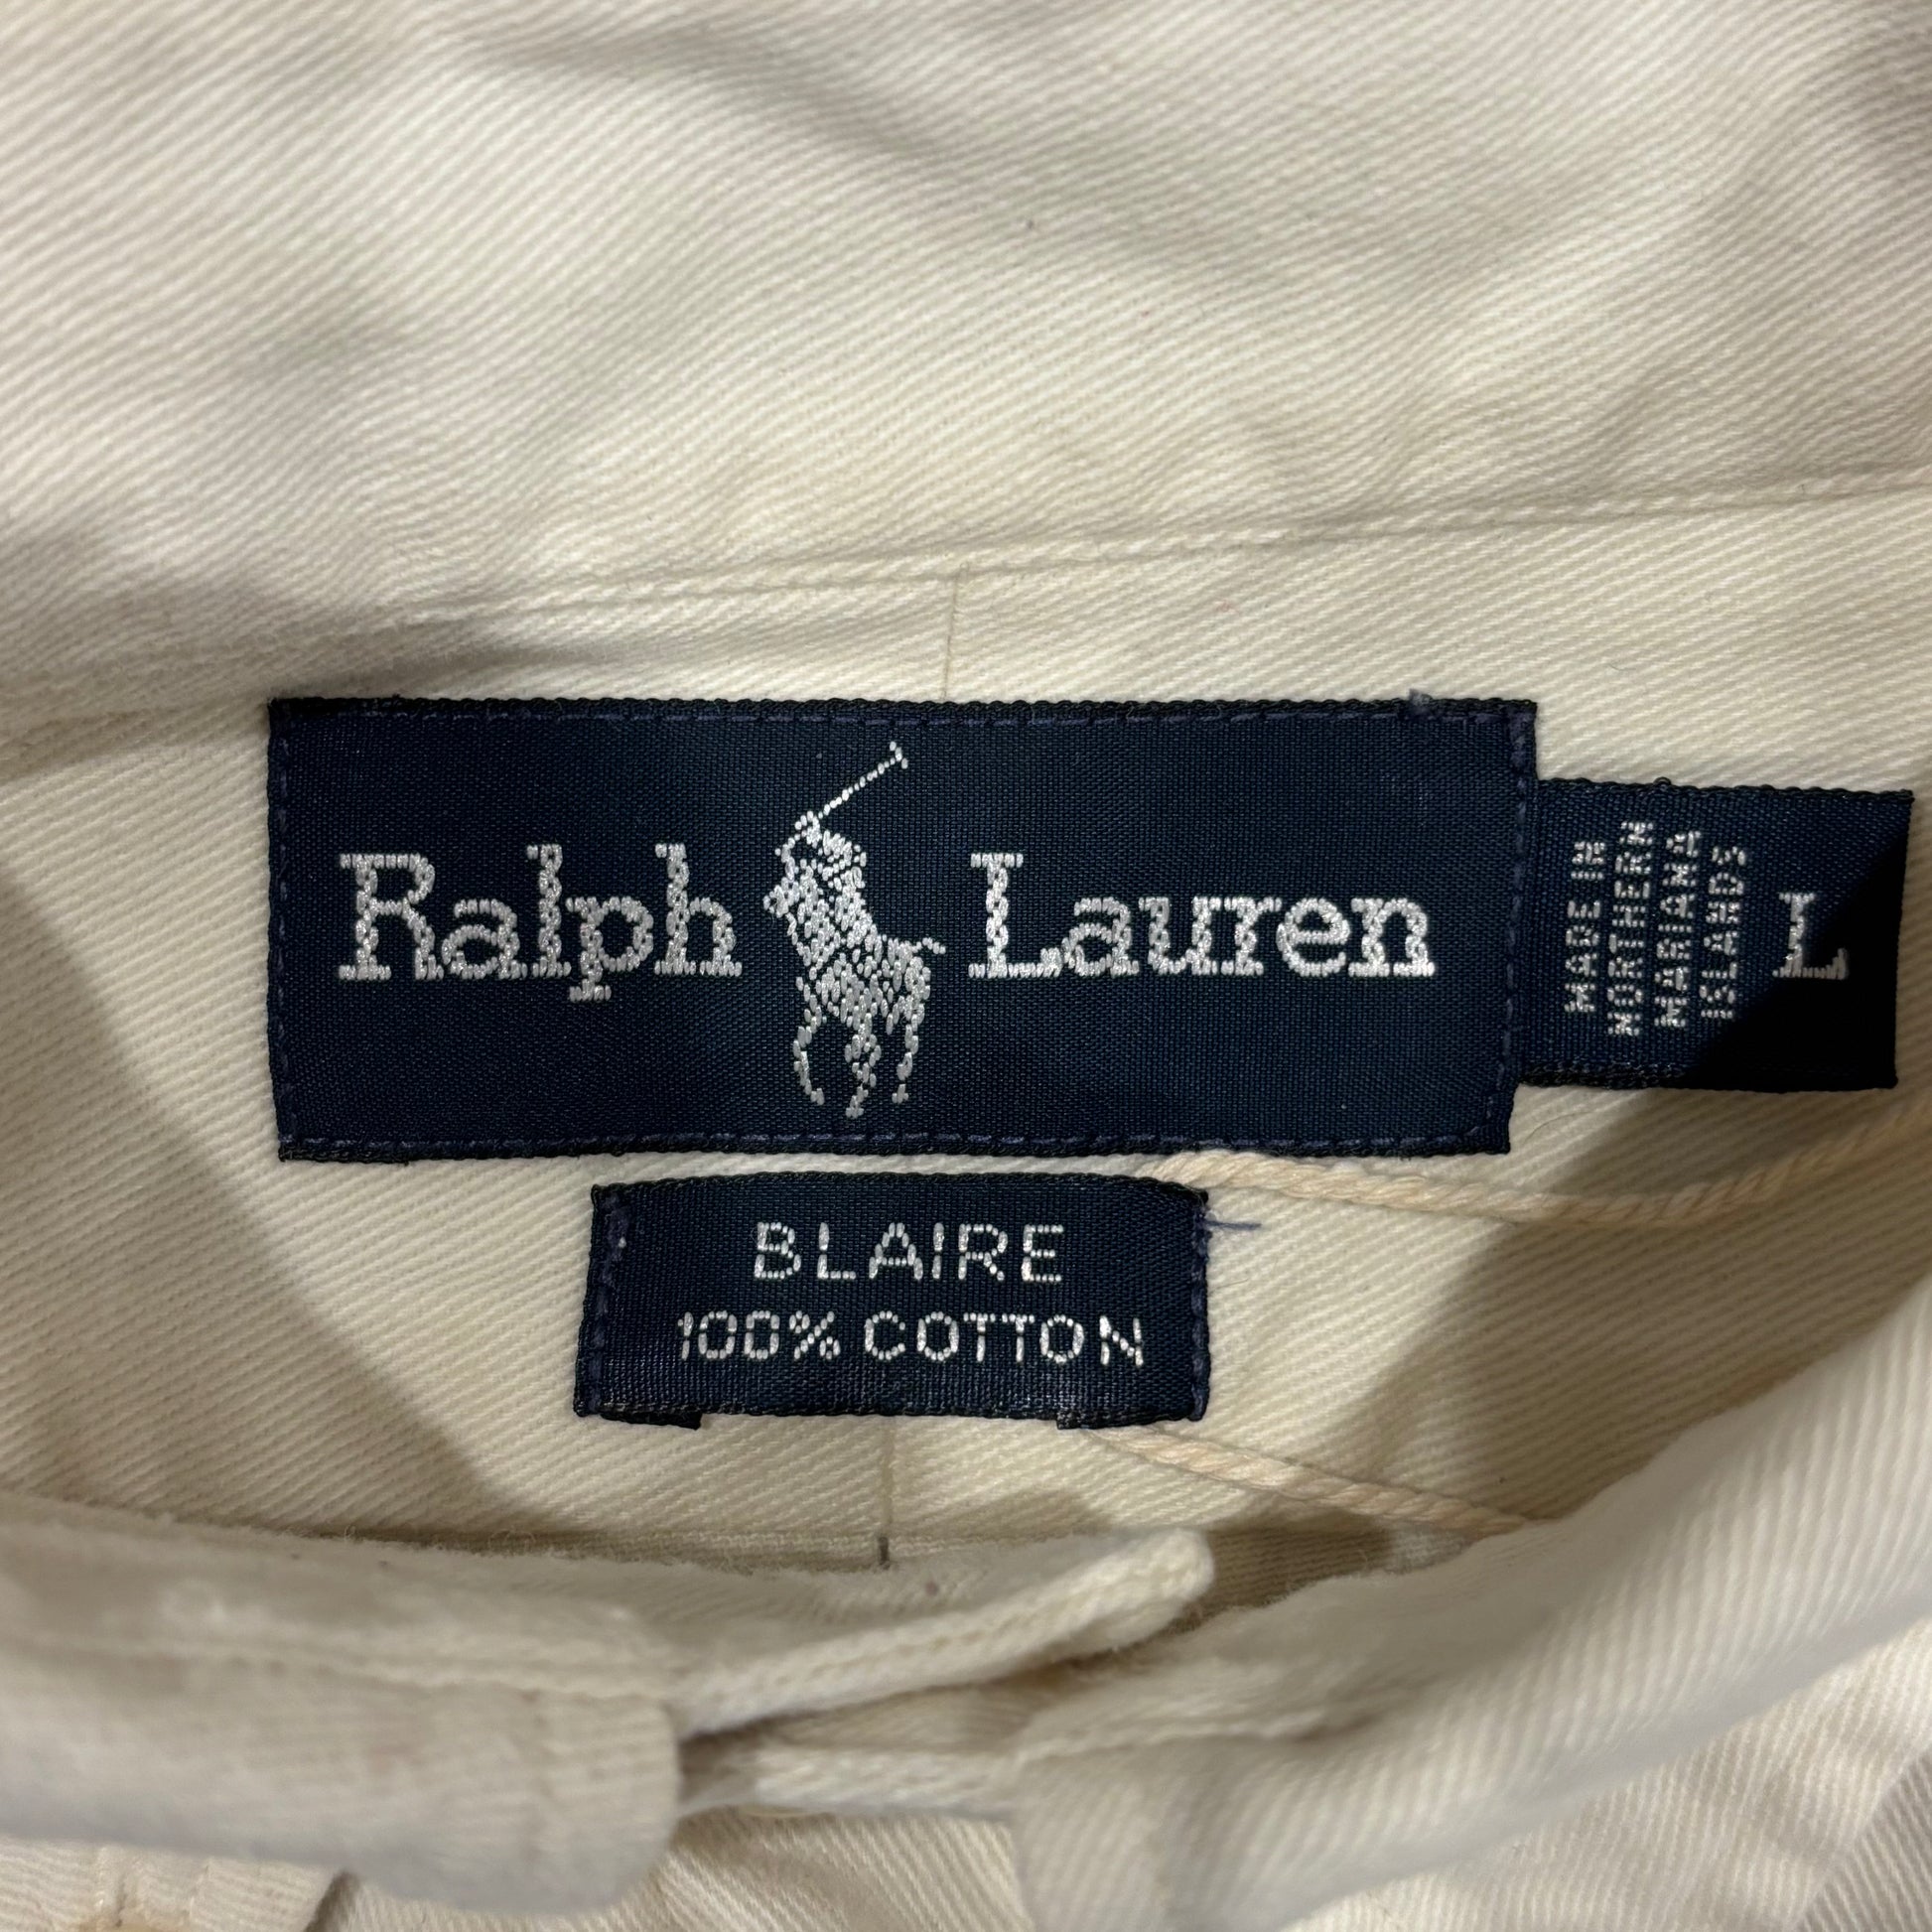 Ralph Lauren
MADE IN
NORTHERN
MARIANA
ISLANDS
L
BLAIRE
100% COTTON